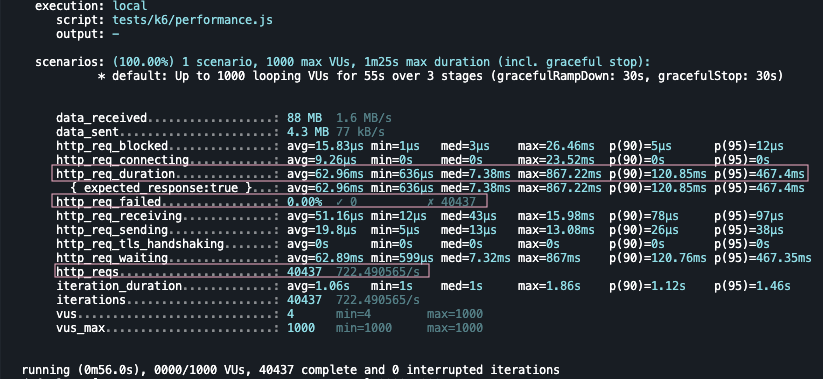 execution: local
script: tests/k6/performance.js
output: -
scenarios: (100.00%) 1 scenario, 1000 max VUs, 1m25s max duration (incl. graceful stop):
* default: Up to 1000 looping VUs for 55s over 3 stages (gracefulRampDown: 30s, gracefulStop: 30s)
data_received..................: 88 MB 1.6 MB/s
data_sent......................: 4.3 MB 77 kB/s
http_req_blocked...............: avg=15.83µs min=1µs med=3µs max=26.46ms p(90)=5µs p(95)=12µs
http_req_connecting............: avg=9.26µs min=0s med=0s max=23.52ms p(90)=0s p(95)=0s
http_req_duration..............: avg=62.96ms min=636µs med=7.38ms max=867.22ms p(90)=120.85ms p(95)=467.4ms
{ expected_response:true }...: avg=62.96ms min=636µs med=7.38ms max=867.22ms p(90)=120.85ms p(95)=467.4ms
http_req_failed................: 0.00% ✓ 0 ✗ 40437
http_req_receiving.............: avg=51.16µs min=12µs med=43µs max=15.98ms p(90)=78µs p(95)=97µs
http_req_sending...............: avg=19.8µs min=5µs med=13µs max=13.08ms p(90)=26µs p(95)=38µs
http_req_tls_handshaking.......: avg=0s min=0s med=0s max=0s p(90)=0s p(95)=0s
http_req_waiting...............: avg=62.89ms min=599µs med=7.32ms max=867ms p(90)=120.76ms p(95)=467.35ms
http_reqs......................: 40437 722.490565/s
iteration_duration.............: avg=1.06s min=1s med=1s max=1.86s p(90)=1.12s p(95)=1.46s
iterations.....................: 40437 722.490565/s
vus............................: 4 min=4 max=1000
vus_max........................: 1000 min=1000 max=1000
running (0m56.0s), 0000/1000 VUs, 40437 complete and 0 interrupted iterations